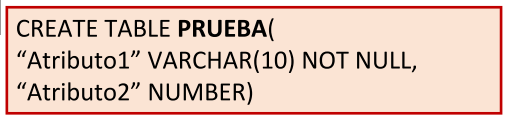 CREATE TABLE PRUEBA(
“Atributo1” VARCHAR(10) NOT NULL,
“Atributo2” NUMBER)